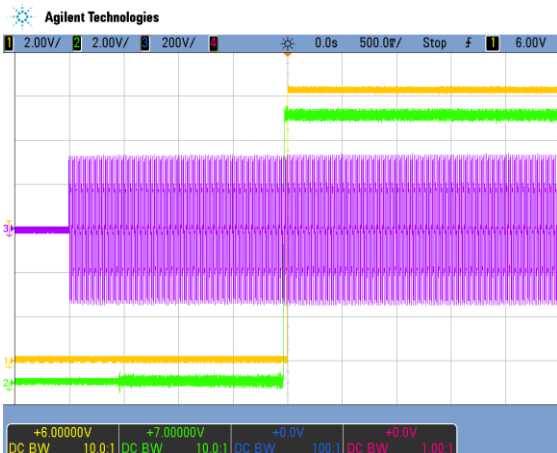 Agilent Technologies
1 2.00V/ 2 2.00V/ 3 200V/ 4 0.0s 500.0ms/ Stop 1 6.00V
3
1
2
+6.00000V +7.00000V +0.0V +0.0V
DC BW 10.0:1 DC BW 10.0:1 DC BW 100:1 DC BW 1.00:1